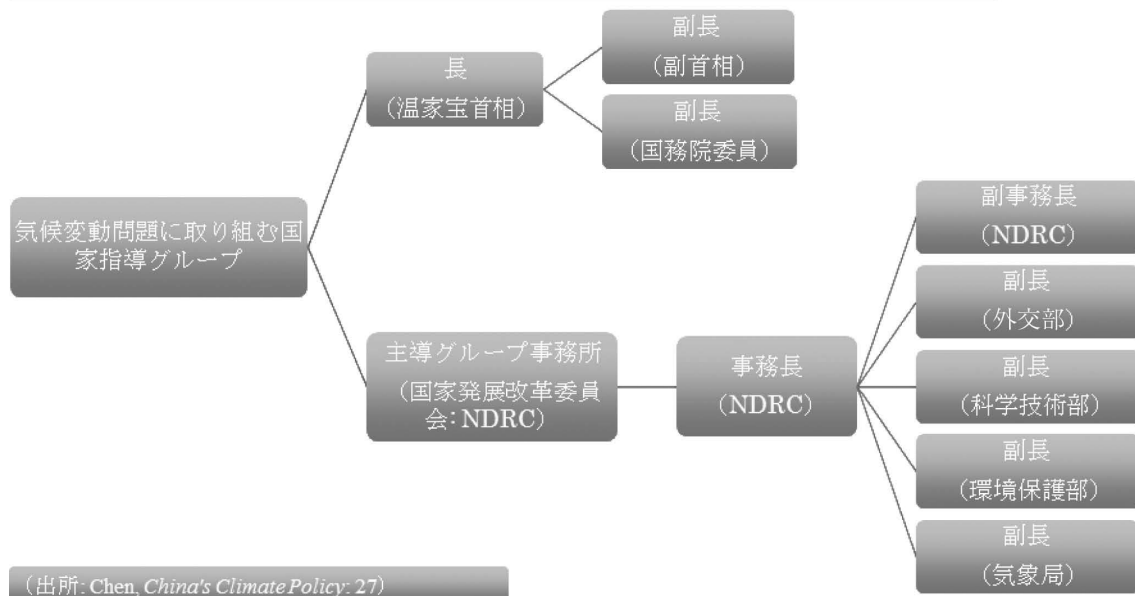 副長
（副首相）
長
（温家宝首相）
副長
（国務院委員）
気候変動問題に取り組む国
家指導グループ
主導グループ事務所
（国家発展改革委員
会：NDRC）
事務長
（NDRC）
副事務長
（NDRC）
副長
（外交部）
副長
（科学技術部）
副長
（環境保護部）
副長
（気象局）
（出所: Chen, China's Climate Policy: 27）